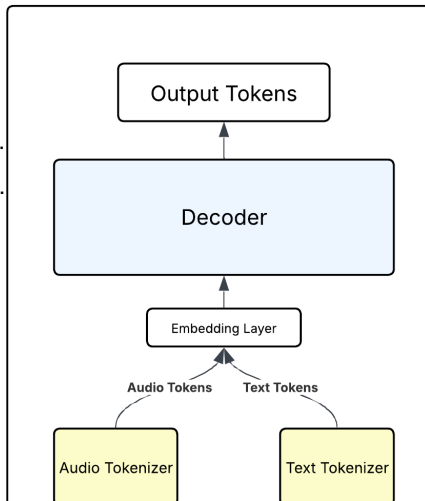 Output Tokens
Decoder
Embedding Layer
Audio Tokens
Text Tokens
Audio Tokenizer
Text Tokenizer